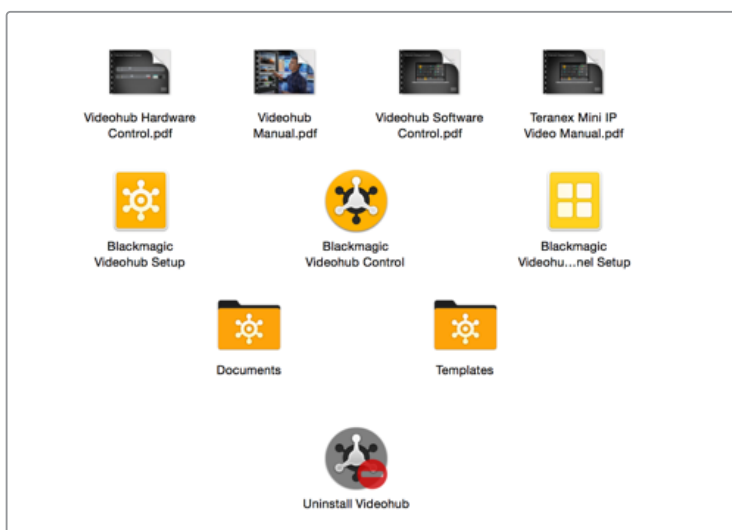 Videohub Hardware
Control.pdf
Videohub
Manual.pdf
Videohub Software
Control.pdf
Teranex Mini IP
Video Manual.pdf
Blackmagic
Videohub Setup
Blackmagic
Videohub Control
Blackmagic
Videohu...nel Setup
Documents
Templates
Uninstall Videohub